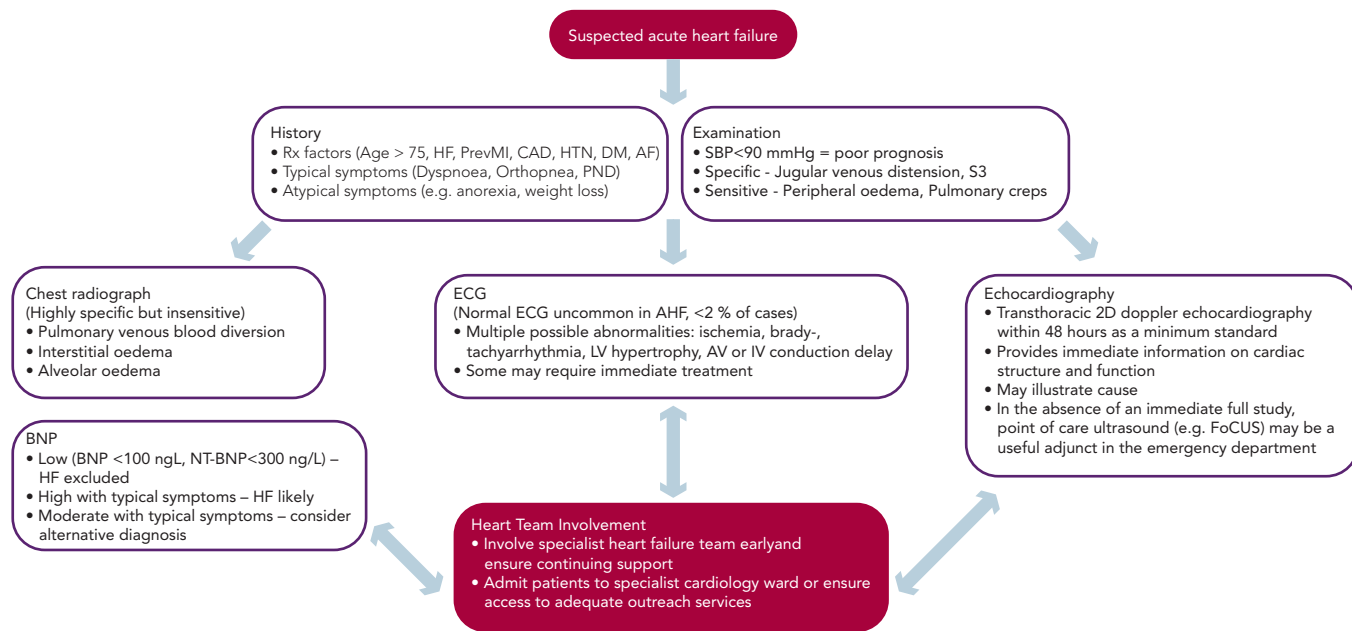 Suspected acute heart failure
History
• Rx factors (Age > 75, HF, PrevMI, CAD, HTN, DM, AF)
• Typical symptoms (Dyspnoea, Orthopnea, PND)
• Atypical symptoms (e.g. anorexia, weight loss)
Examination
• SBP<90 mmHg = poor prognosis
• Specific - Jugular venous distension, S3
• Sensitive - Peripheral oedema, Pulmonary creps
Chest radiograph
(Highly specific but insensitive)
• Pulmonary venous blood diversion
• Interstitial oedema
• Alveolar oedema
ECG
(Normal ECG uncommon in AHF, <2 % of cases)
• Multiple possible abnormalities: ischemia, brady-,
tachyarrhythmia, LV hypertrophy, AV or IV conduction delay
• Some may require immediate treatment
Echocardiography
• Transthoracic 2D doppler echocardiography
within 48 hours as a minimum standard
• Provides immediate information on cardiac
structure and function
• May illustrate cause
• In the absence of an immediate full study,
point of care ultrasound (e.g. FoCUS) may be a
useful adjunct in the emergency department
BNP
• Low (BNP <100 ngL, NT-BNP<300 ng/L) –
HF excluded
• High with typical symptoms – HF likely
• Moderate with typical symptoms – consider
alternative diagnosis
Heart Team Involvement
• Involve specialist heart failure team earlyand
ensure continuing support
• Admit patients to specialist cardiology ward or ensure
access to adequate outreach services